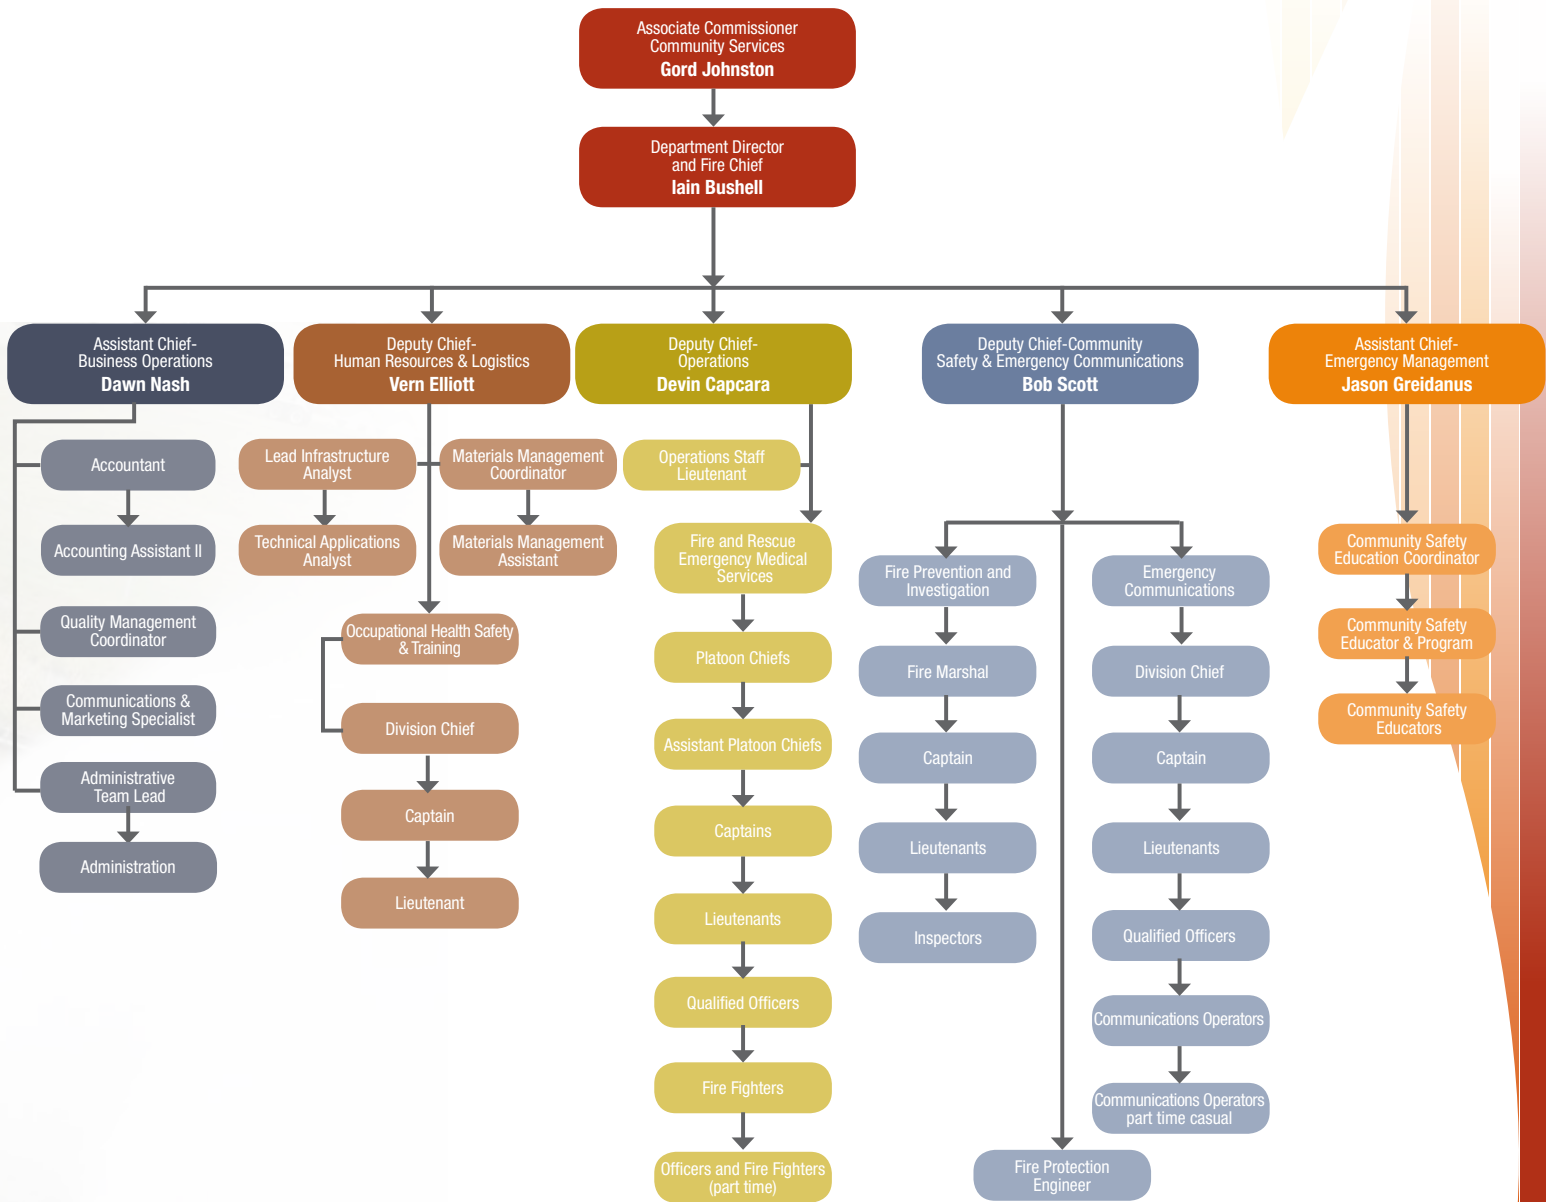 Associate Commissioner
Community Services
Gord Johnston
Department Director
and Fire Chief
Iain Bushell
Assistant Chief-
Business Operations
Dawn Nash
Deputy Chief-
Human Resources & Logistics
Vern Elliott
Deputy Chief-
Operations
Devin Capcara
Deputy Chief-Community
Safety & Emergency Communications
Bob Scott
Assistant Chief-
Emergency Management
Jason Greidanus
Accountant
Accounting Assistant II
Quality Management
Coordinator
Communications &
Marketing Specialist
Administrative
Team Lead
Administration
Lead Infrastructure
Analyst
Technical Applications
Analyst
Materials Management
Coordinator
Materials Management
Assistant
Occupational Health Safety
& Training
Division Chief
Captain
Lieutenant
Operations Staff
Lieutenant
Fire and Rescue
Emergency Medical
Services
Platoon Chiefs
Assistant Platoon Chiefs
Captains
Lieutenants
Qualified Officers
Fire Fighters
Officers and Fire Fighters
(part time)
Fire Prevention and
Investigation
Fire Marshal
Captain
Lieutenants
Inspectors
Emergency
Communications
Division Chief
Captain
Lieutenants
Qualified Officers
Communications Operators
Communications Operators
part time casual
Fire Protection
Engineer
Community Safety
Education Coordinator
Community Safety
Educator & Program
Community Safety
Educators